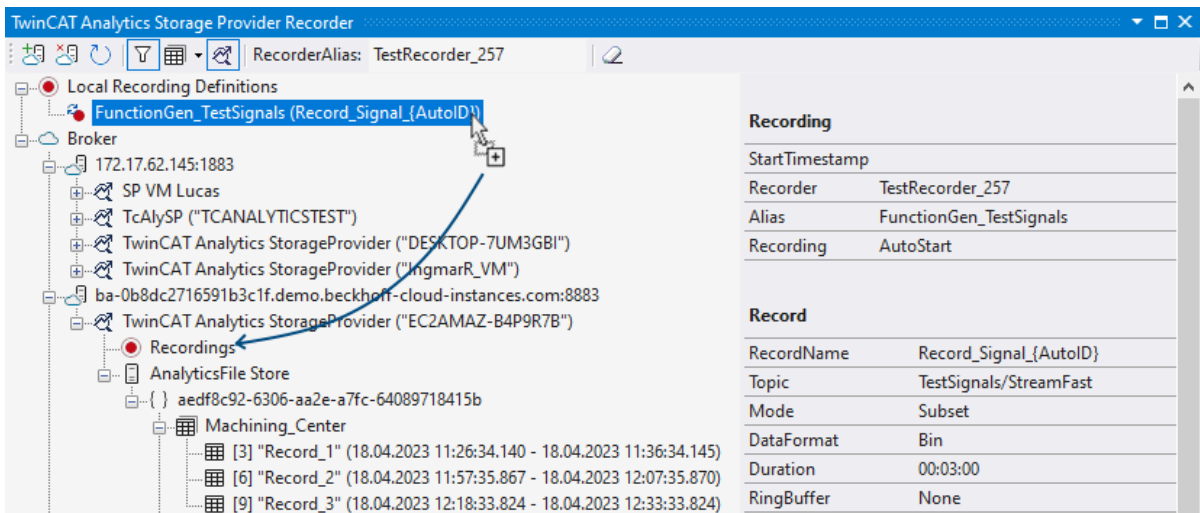 TwinCAT Analytics Storage Provider Recorder
RecorderAlias: TestRecorder_257
Local Recording Definitions
FunctionGen_TestSignals (Record_Signal_{AutoID})
Broker
172.17.62.145:1883
SP VM Lucas
TcAlySP ("TCANALYTICSTEST")
TwinCAT Analytics StorageProvider ("DESKTOP-7UM3GBI")
TwinCAT Analytics StorageProvider ("IngmarR_VM")
ba-0b8dc2716591b3c1f.demo.beckhoff-cloud-instances.com:8883
TwinCAT Analytics StorageProvider ("EC2AMAZ-B4P9R7B")
Recordings
AnalyticsFile Store
{ } aedf8c92-6306-aa2e-a7fc-64089718415b
Machining_Center
[3] "Record_1" (18.04.2023 11:26:34.140 - 18.04.2023 11:36:34.145)
[6] "Record_2" (18.04.2023 11:57:35.867 - 18.04.2023 12:07:35.870)
[9] "Record_3" (18.04.2023 12:18:33.824 - 18.04.2023 12:33:33.824)
Recording
StartTimestamp
Recorder TestRecorder_257
Alias FunctionGen_TestSignals
Recording AutoStart
Record
RecordName Record_Signal_{AutoID}
Topic TestSignals/StreamFast
Mode Subset
DataFormat Bin
Duration 00:03:00
RingBuffer None